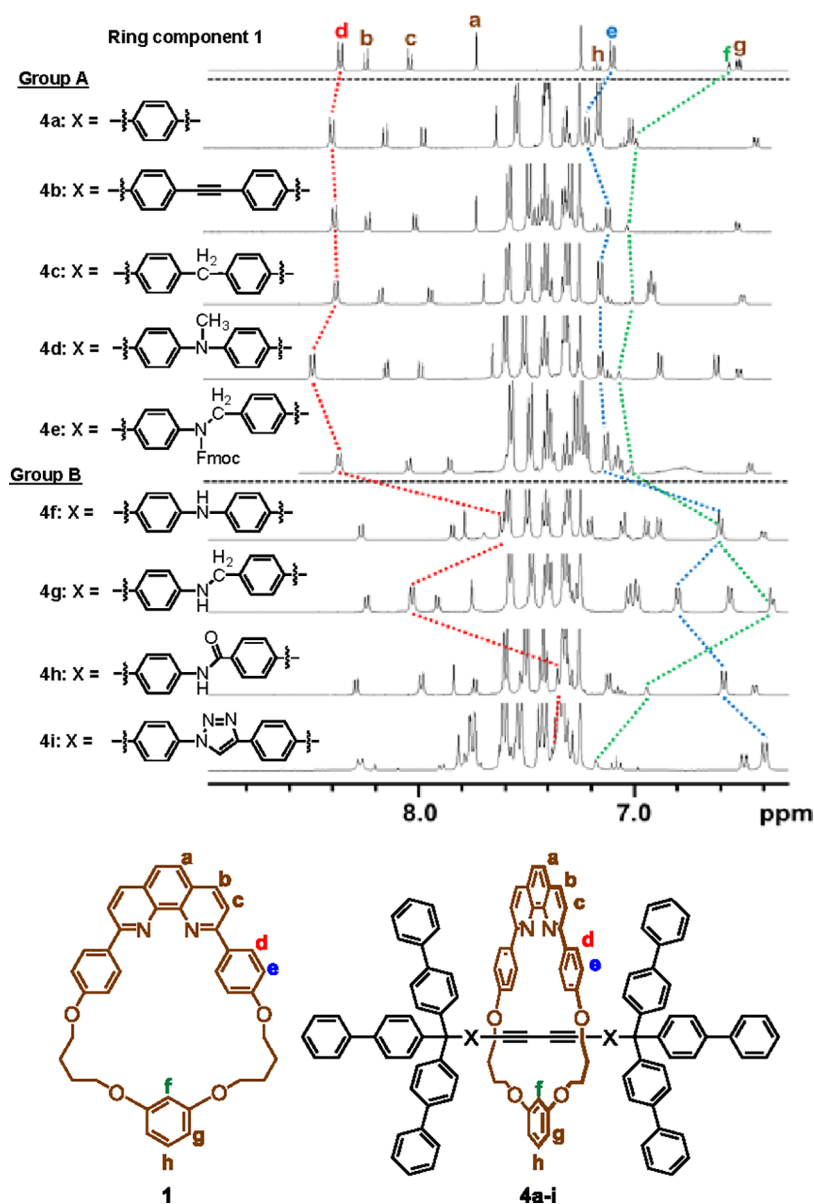 Ring component 1
d b c a e h f g
Group A
4a: X =
4b: X =
4c: X =
H2
C
4d: X =
CH3
N
4e: X =
H2
C
N
Fmoc
Group B
4f: X =
H
N
4g: X =
H2
C
N
H
4h: X =
O
N
H
4i: X =
N=N
N
8.0 7.0 ppm
a
b
c
N N
d
e
O O
f
O O
g
h
1
a
b
c
N N
d
e
O O
X X
f
O O
g
h
4a-i